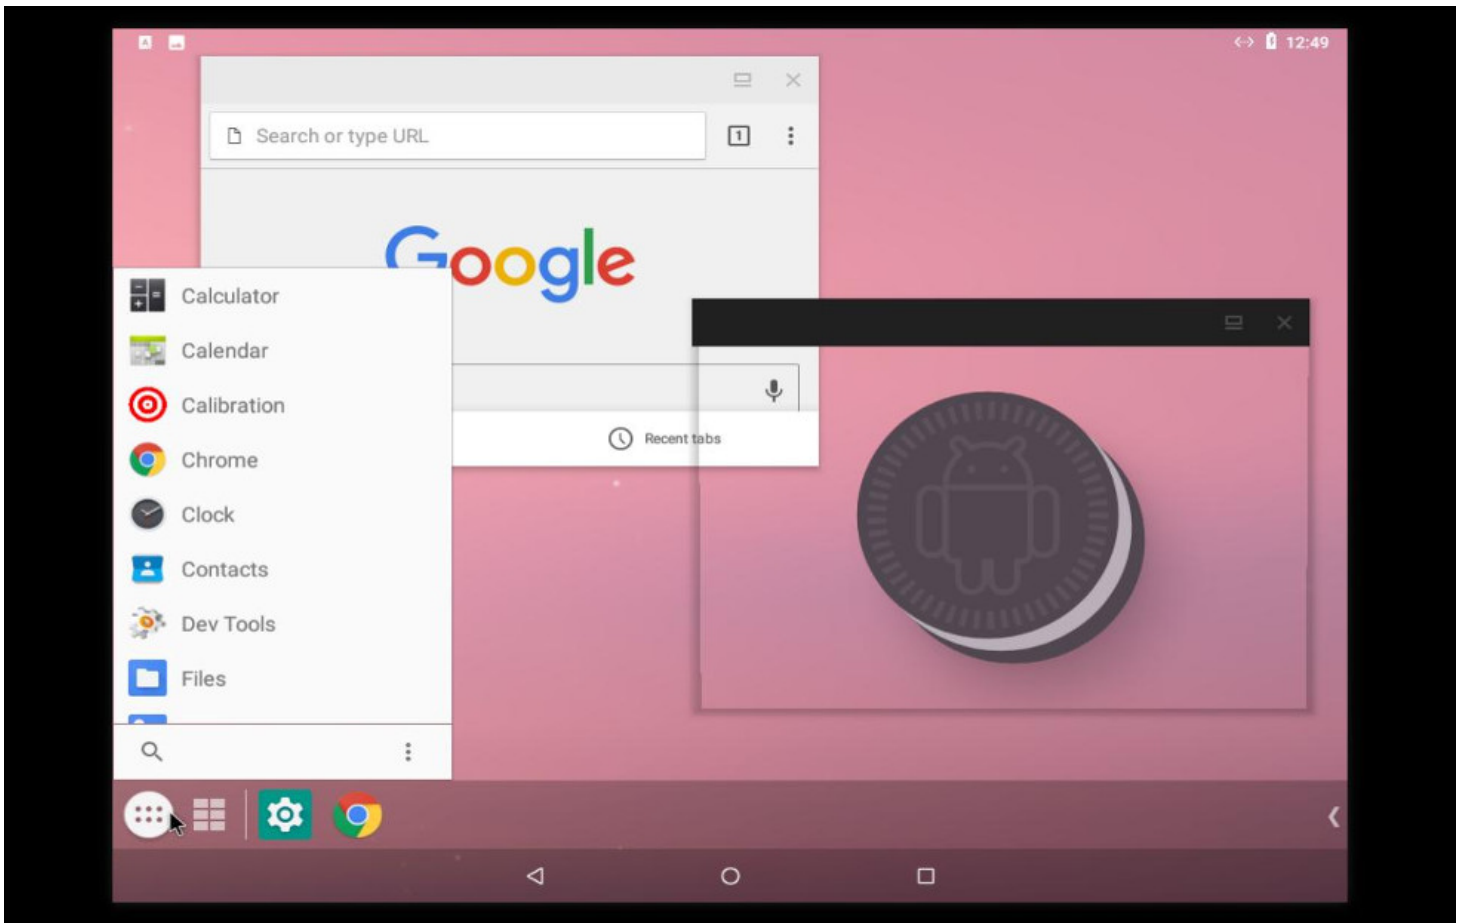 A
12:49
Search or type URL
1
Google
Calculator
Calendar
Calibration
Chrome
Clock
Contacts
Dev Tools
Files
Recent tabs